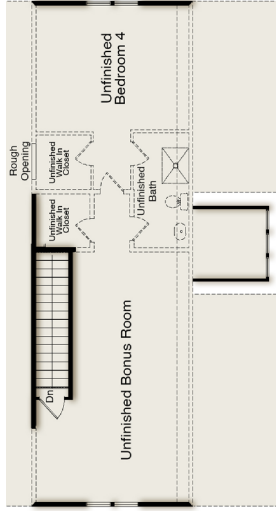 Rough
Opening
Unfinished
Walk In
Closet
Unfinished
Walk In
Closet
Unfinished
Bedroom 4
Unfinished
Bath
Dn
Unfinished Bonus Room